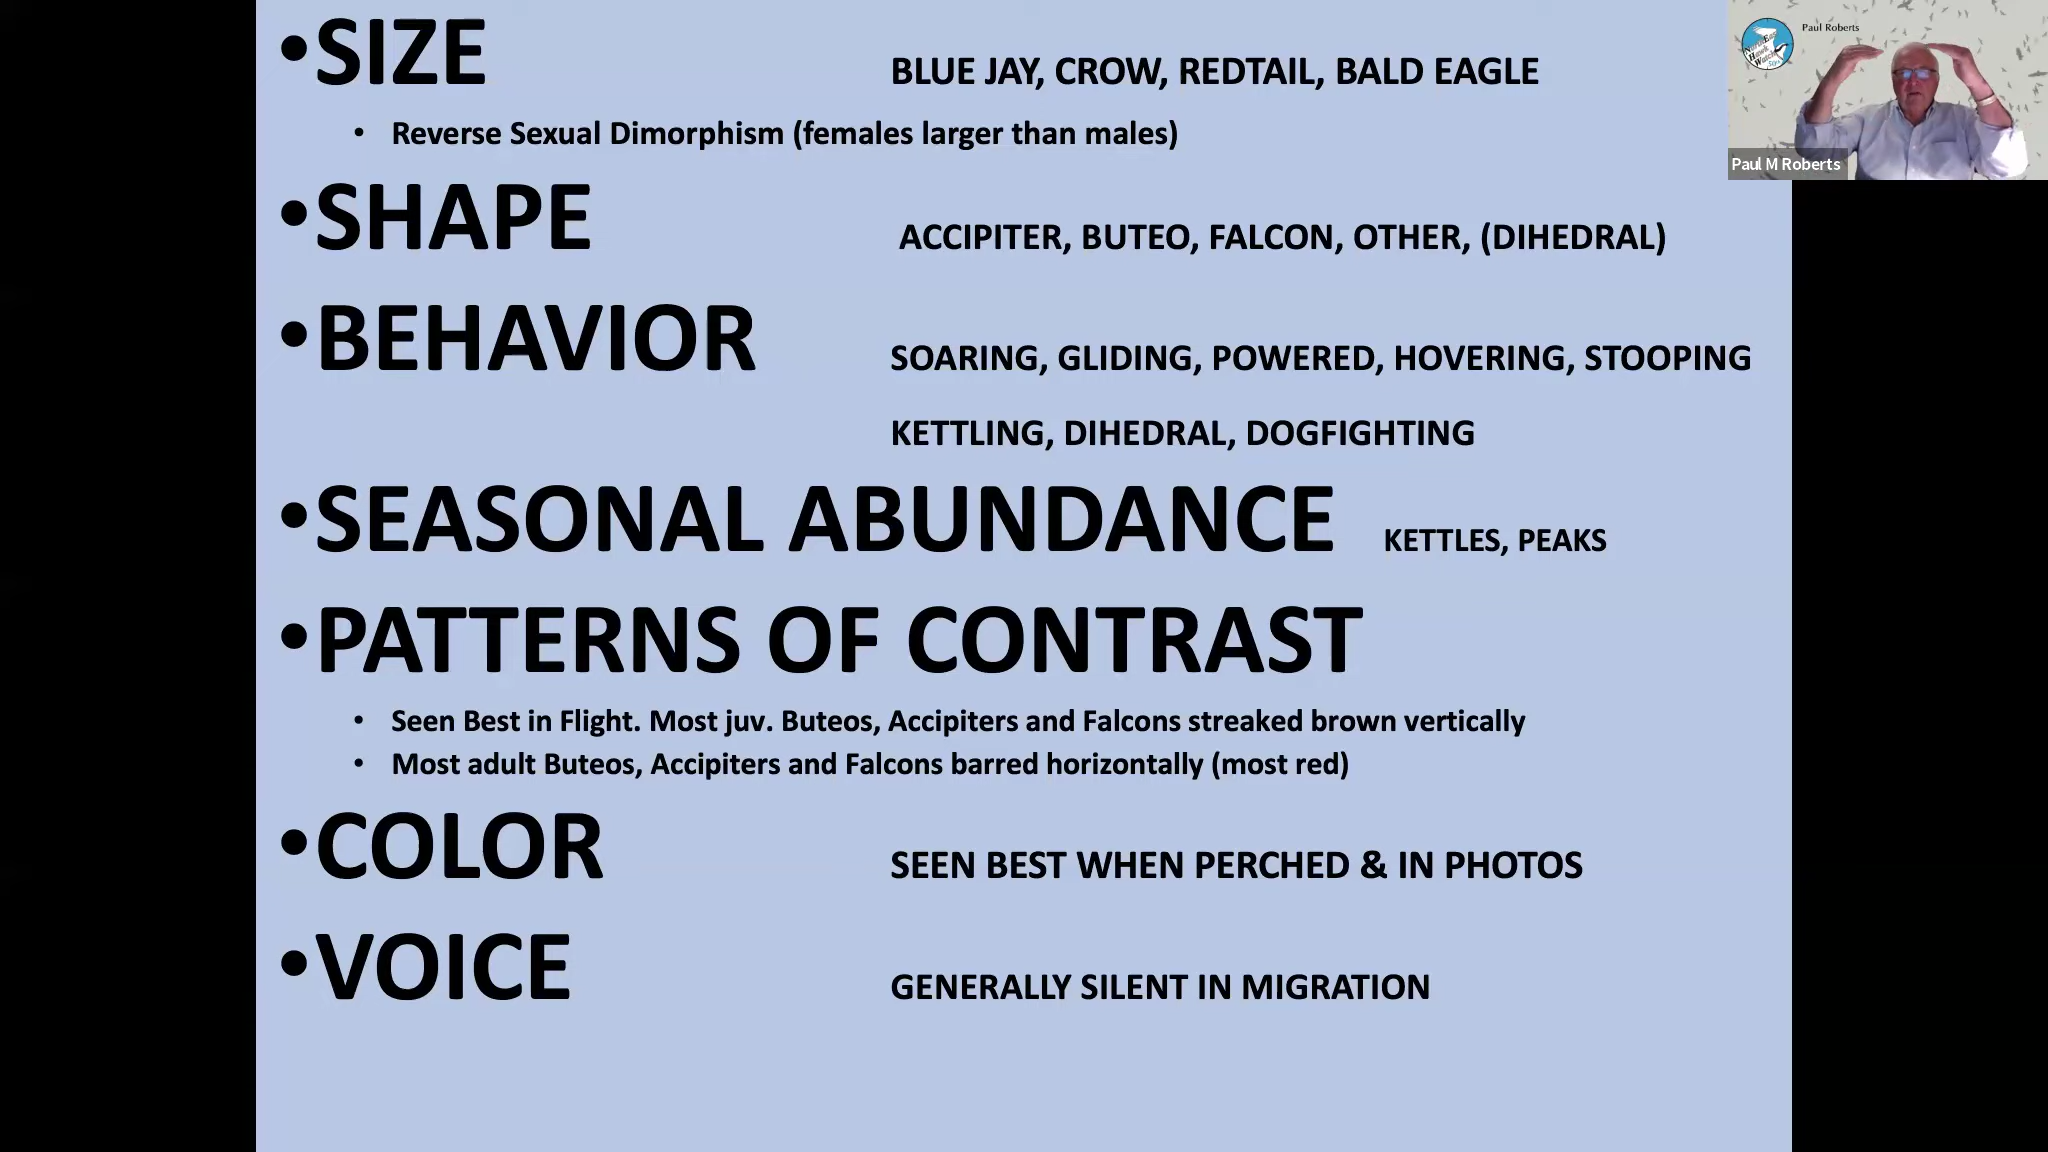 •SIZE BLUE JAY, CROW, REDTAIL, BALD EAGLE
• Reverse Sexual Dimorphism (females larger than males)
•SHAPE ACCIPITER, BUTEO, FALCON, OTHER, (DIHEDRAL)
•BEHAVIOR SOARING, GLIDING, POWERED, HOVERING, STOOPING
KETTLING, DIHEDRAL, DOGFIGHTING
•SEASONAL ABUNDANCE KETTLES, PEAKS
•PATTERNS OF CONTRAST
• Seen Best in Flight. Most juv. Buteos, Accipiters and Falcons streaked brown vertically
• Most adult Buteos, Accipiters and Falcons barred horizontally (most red)
•COLOR SEEN BEST WHEN PERCHED & IN PHOTOS
•VOICE GENERALLY SILENT IN MIGRATION
Paul Roberts
Paul M Roberts